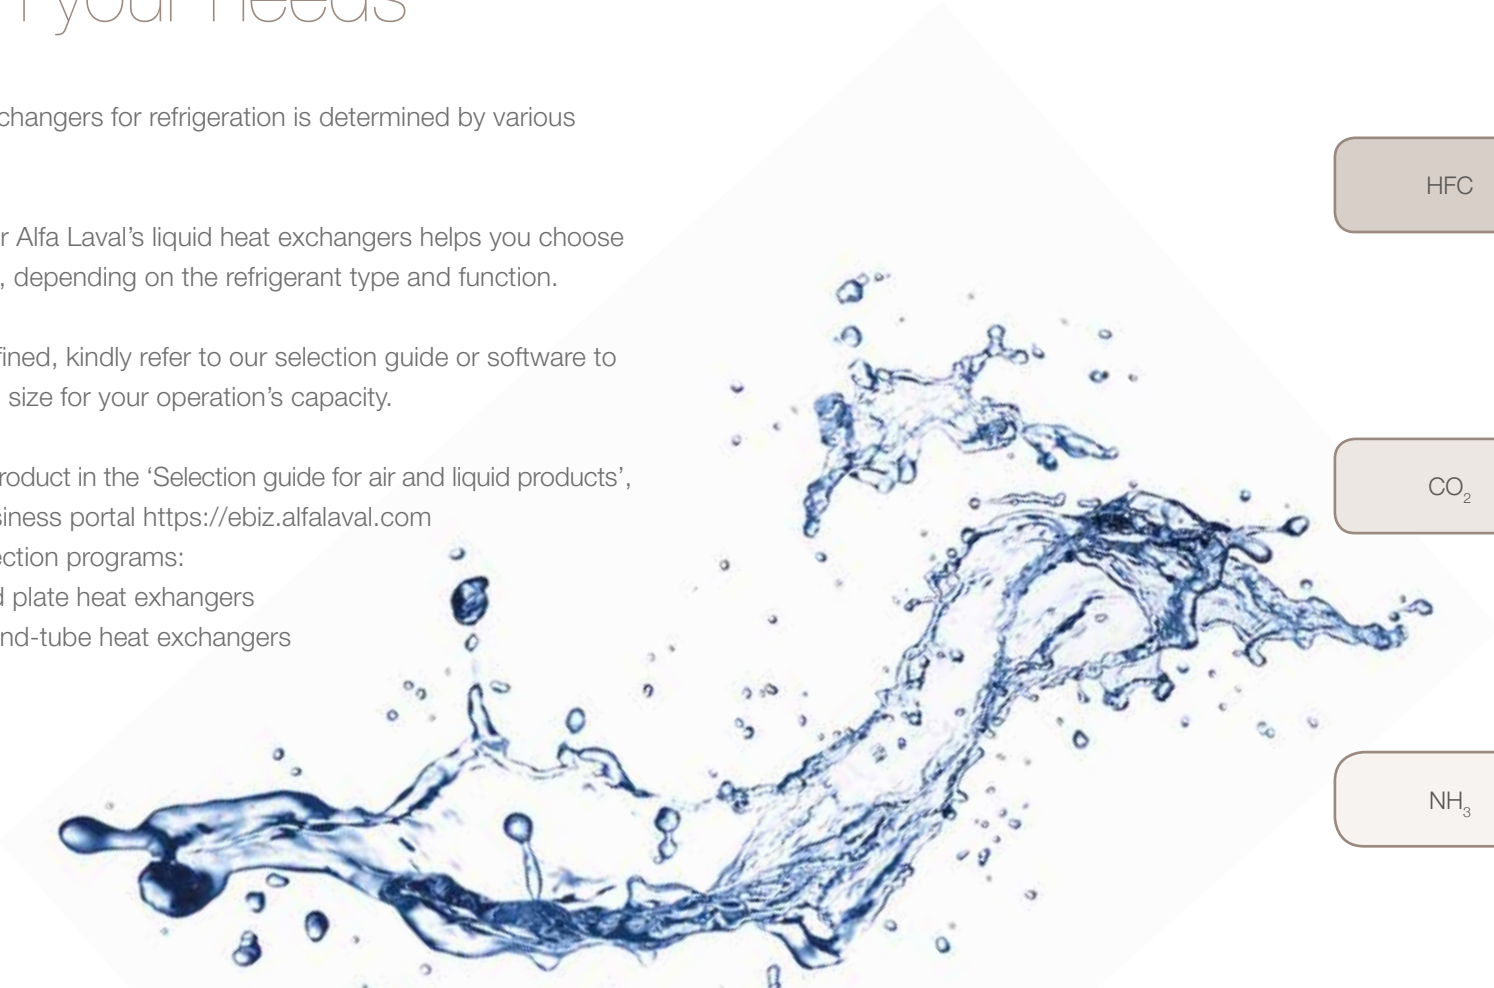 your needs
changers for refrigeration is determined by various
r Alfa Laval's liquid heat exchangers helps you choose
, depending on the refrigerant type and function.
fined, kindly refer to our selection guide or software to
size for your operation's capacity.
roduct in the ‘Selection guide for air and liquid products’,
siness portal https://ebiz.alfalaval.com
ection programs:
d plate heat exhangers
nd-tube heat exchangers
HFC
CO₂
NH₃